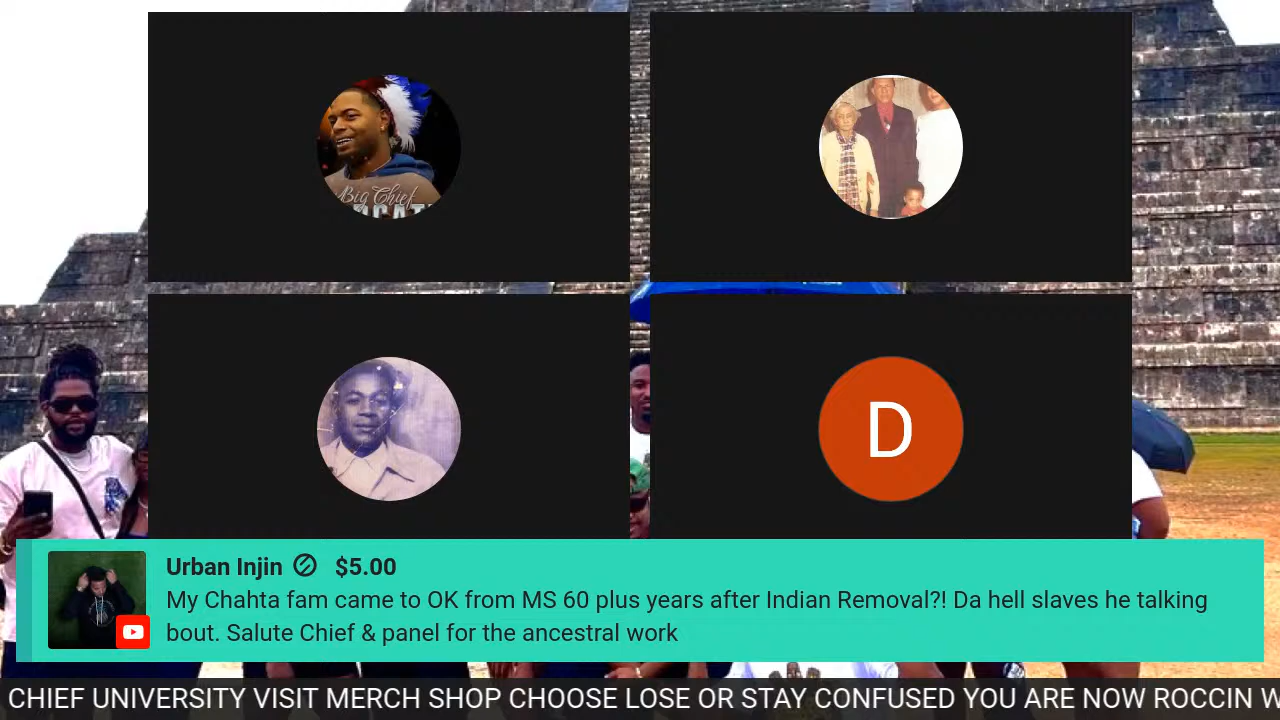 Big Chief
D
Urban Injin $5.00
My Chahta fam came to OK from MS 60 plus years after Indian Removal?! Da hell slaves he talking
bout. Salute Chief & panel for the ancestral work
CHIEF UNIVERSITY VISIT MERCH SHOP CHOOSE LOSE OR STAY CONFUSED YOU ARE NOW ROCCIN W